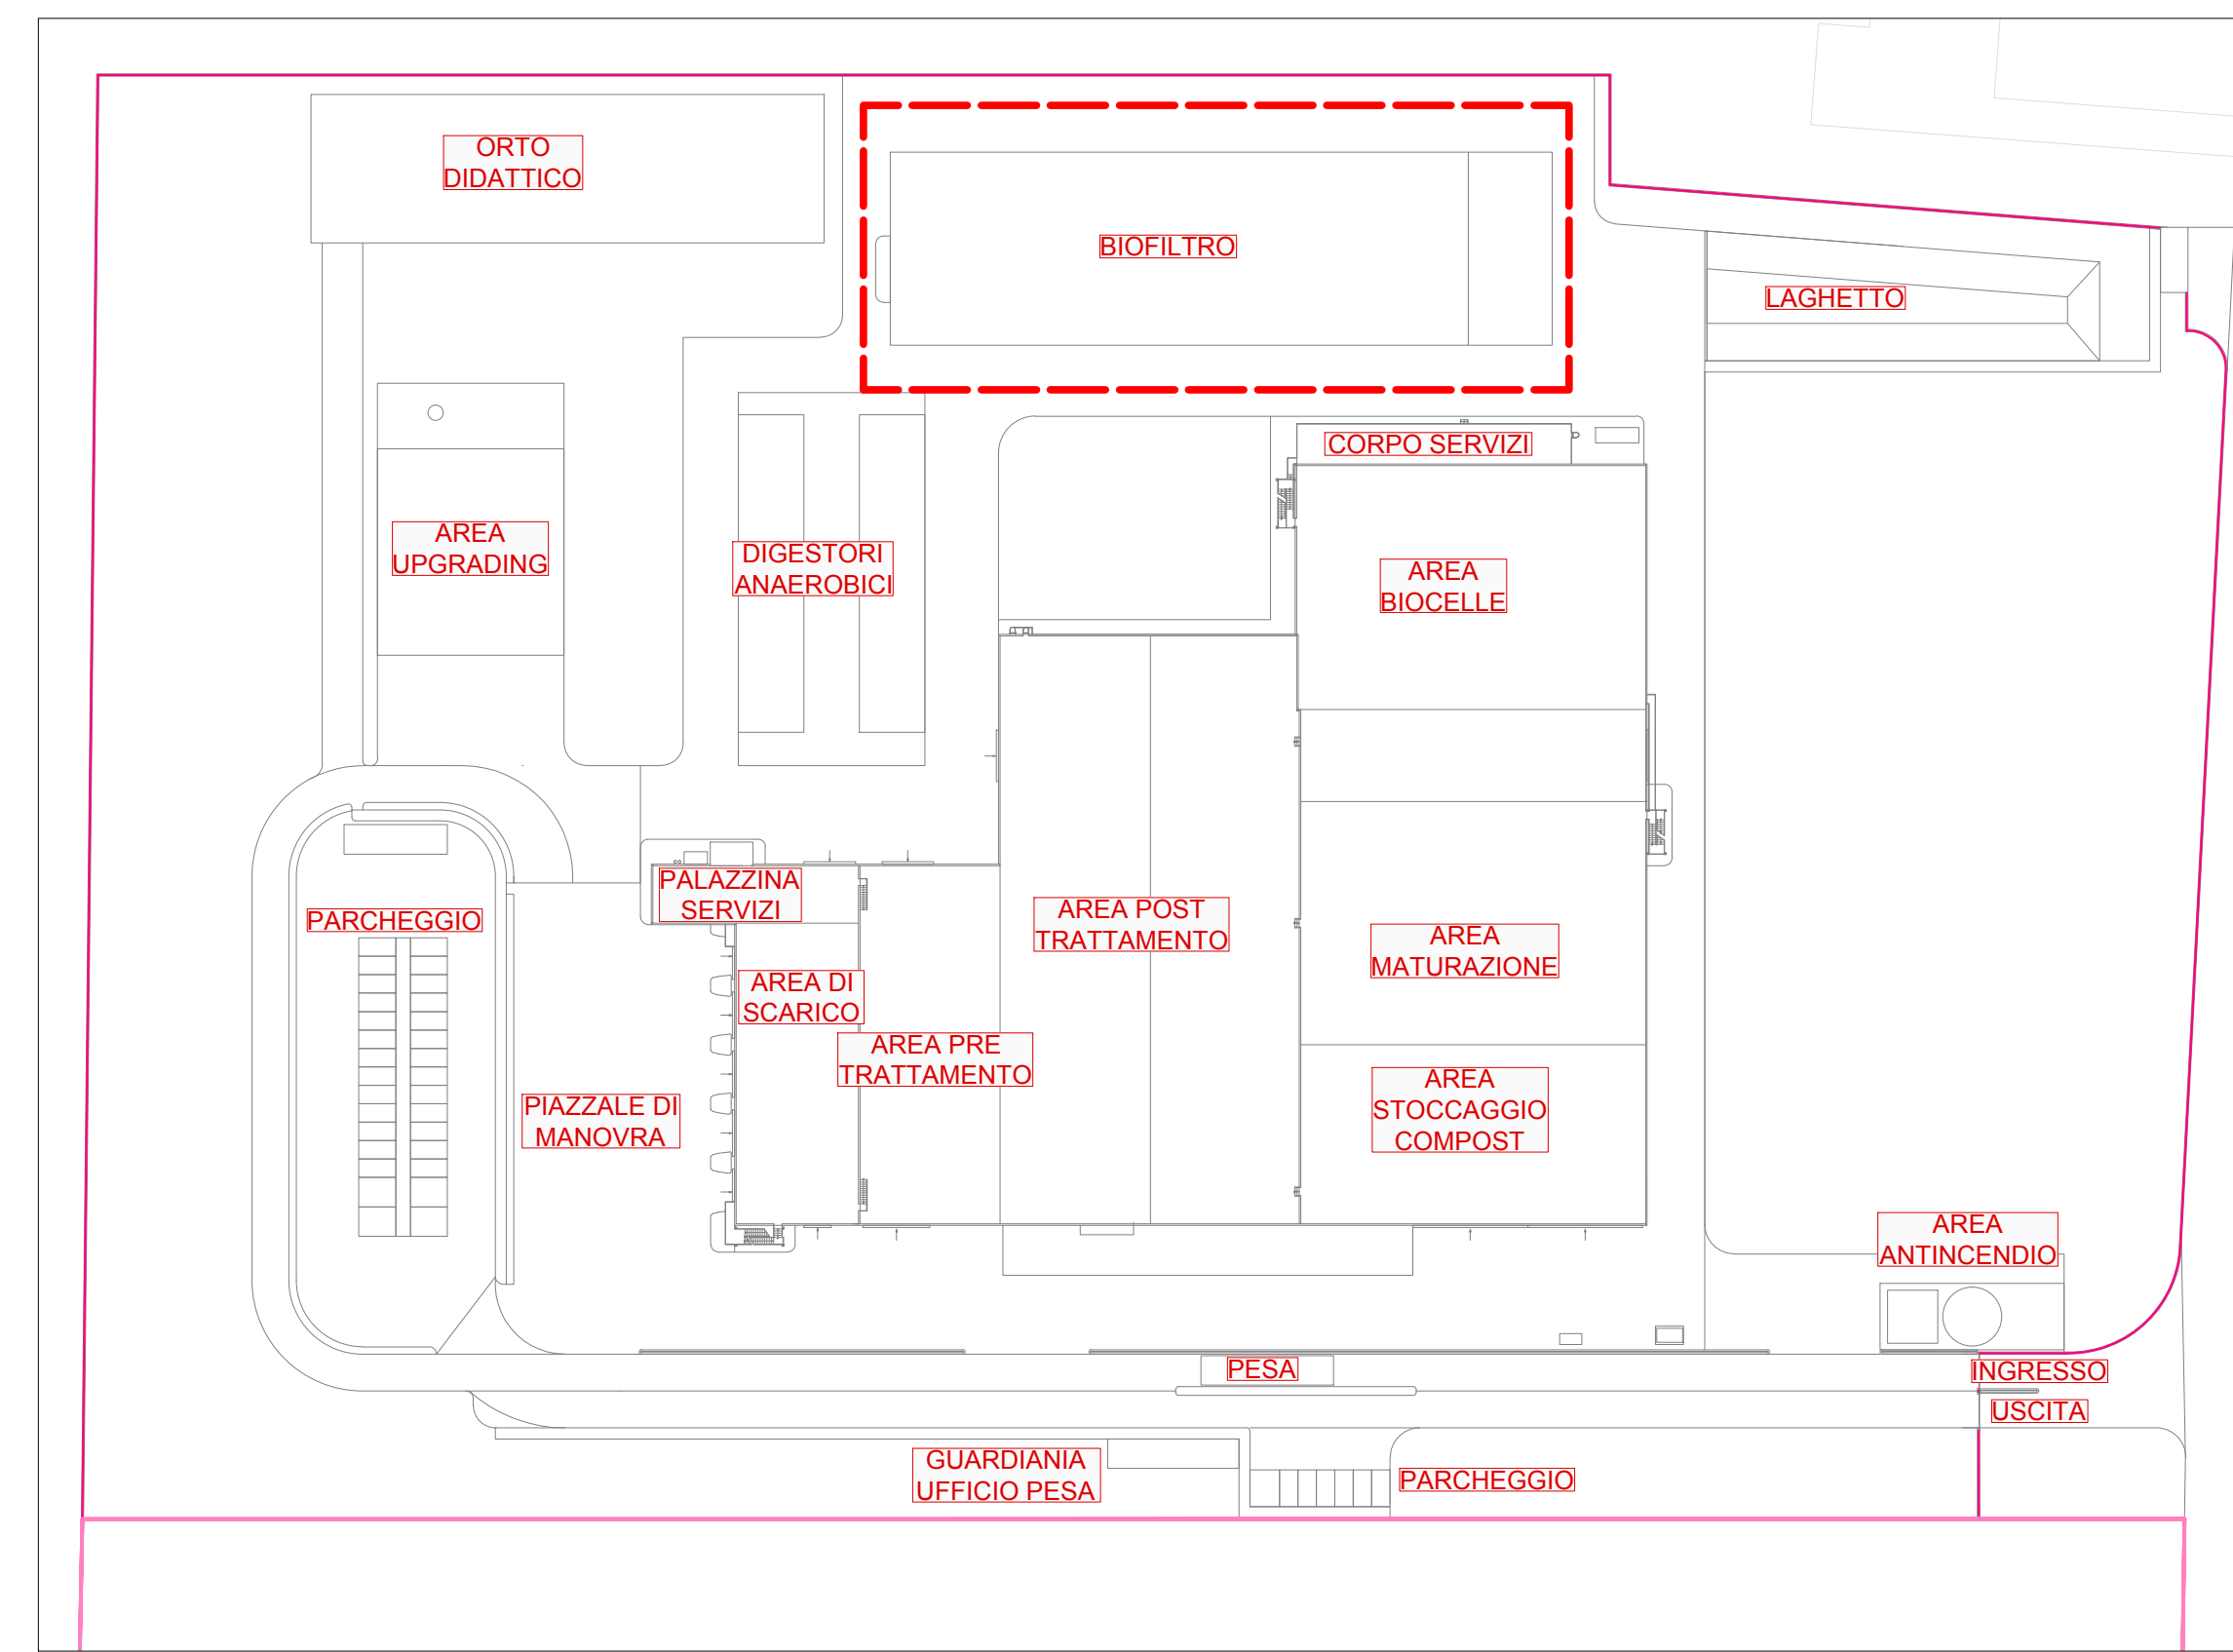 ORTO
DIDATTICO
BIOFILTRO
LAGHETTO
CORPO SERVIZI
AREA
UPGRADING
DIGESTORI
ANAEROBICI
AREA
BIOCELLE
PALAZZINA
SERVIZI
PARCHEGGIO
AREA POST
TRATTAMENTO
AREA
MATURAZIONE
AREA DI
SCARICO
AREA PRE
TRATTAMENTO
PIAZZALE DI
MANOVRA
AREA
STOCCAGGIO
COMPOST
AREA
ANTINCENDIO
PESA
INGRESSO
USCITA
GUARDIANIA
UFFICIO PESA
PARCHEGGIO